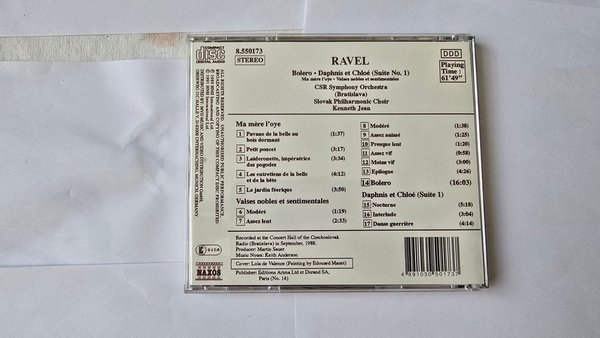 COMPACT
disc
DIGITAL AUDIO
8.550173
STEREO
RAVEL
DDD
Playing
Time :
61'49"
Bolero · Daphnis et Chloé (Suite No. 1)
Ma mère l'oye · Valses nobles et sentimentales
CSR Symphony Orchestra
(Bratislava)
Slovak Philharmonic Choir
Kenneth Jean
Ma mère l'oye
1 Pavane de la belle au (1:37)
bois dormant
2 Petit poucet (3:17)
3 Laideronette, impératrice (3:34)
des pagodes
4 Les entretiens de la belle (4:12)
et de la bête
5 Le jardin féerique (3:50)
Valses nobles et sentimentales
6 Modéré (1:19)
7 Assez lent (2:33)
8 Modéré (1:38)
9 Assez animé (1:25)
10 Presque lent (1:20)
11 Assez vif (0:58)
12 Moins vif (3:00)
13 Epilogue (4:26)
14 Bolero (16:03)
Daphnis et Chloé (Suite 1)
15 Nocturne (5:18)
16 Interlude (3:04)
17 Danse guerrière (4:14)
Recorded at the Concert Hall of the Czechoslovak
Radio (Bratislava) in September, 1988.
Producer: Martin Sauer
Music Notes: Keith Anderson
Cover: Lola de Valence (Painting by Edouard Manet)
Publisher: Editions Arima Ltd et Durand SA,
Paris (No. 14)
NAXOS
4 891030 501737